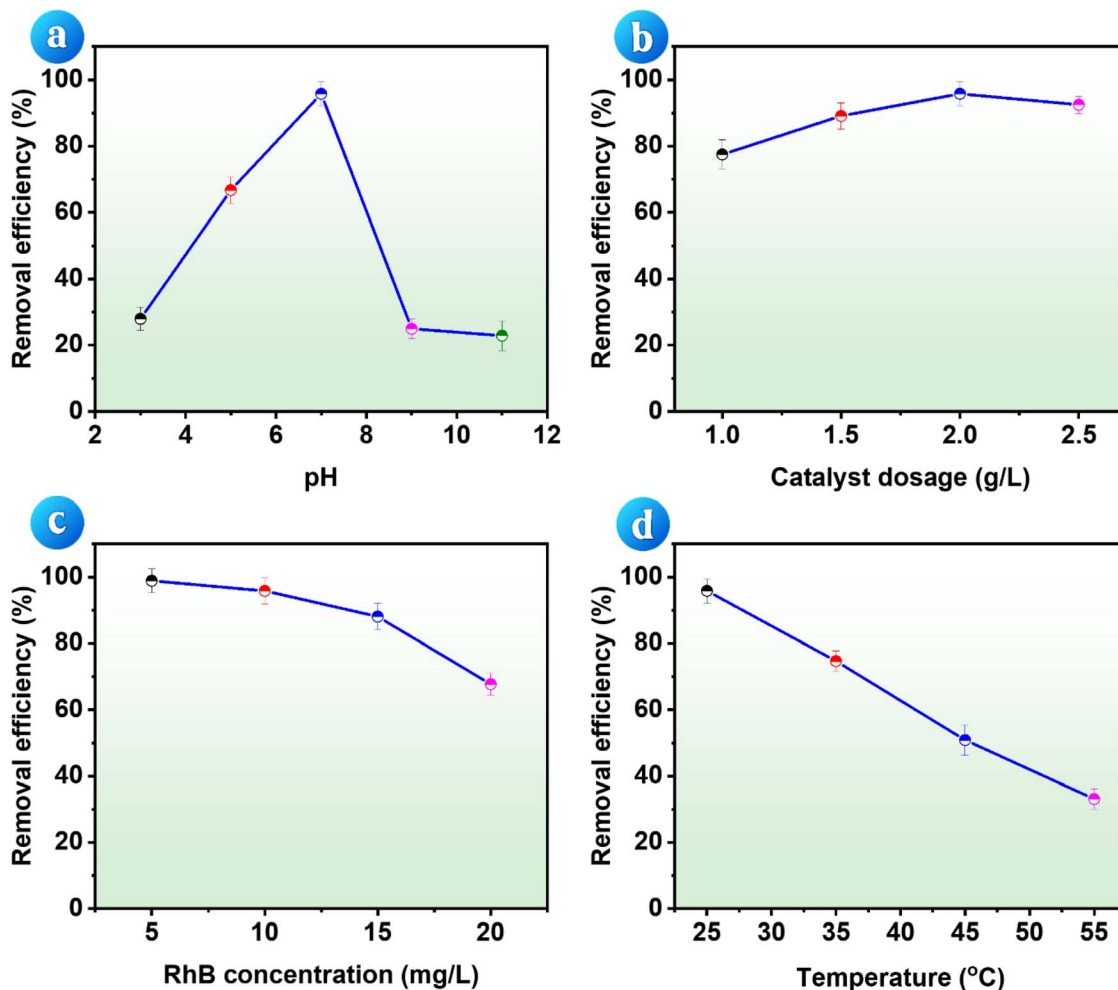 a
Removal efficiency (%)
100
80
60
40
20
0
2 4 6 8 10 12
pH
b
Removal efficiency (%)
100
80
60
40
20
0
1.0 1.5 2.0 2.5
Catalyst dosage (g/L)
c
Removal efficiency (%)
100
80
60
40
20
0
5 10 15 20
RhB concentration (mg/L)
d
Removal efficiency (%)
100
80
60
40
20
0
25 30 35 40 45 50 55
Temperature (°C)